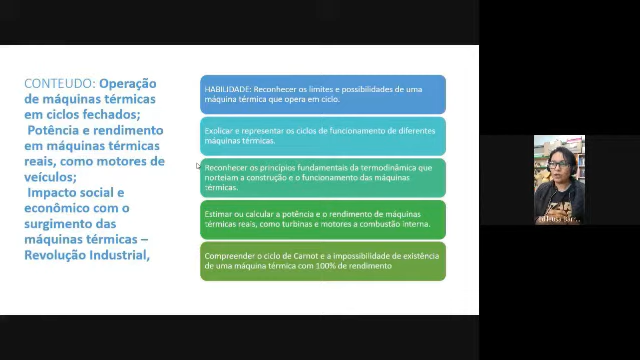 CONTEUDO: Operação
de máquinas térmicas
em ciclos fechados;
Potência e rendimento
em máquinas térmicas
reais, como motores de
veículos;
Impacto social e
econômico com o
surgimento das
máquinas térmicas –
Revolução Industrial,
HABILIDADE: Reconhecer os limites e possibilidades de uma
máquina térmica que opera em ciclo.
Explicar e representar os ciclos de funcionamento de diferentes
máquinas térmicas.
Reconhecer os princípios fundamentais da termodinâmica que
norteiam a construção e o funcionamento das máquinas
térmicas.
Estimar ou calcular a potência e o rendimento de máquinas
térmicas reais, como turbinas e motores a combustão interna.
Compreender o ciclo de Carnot e a impossibilidade de existência
de uma máquina térmica com 100% de rendimento